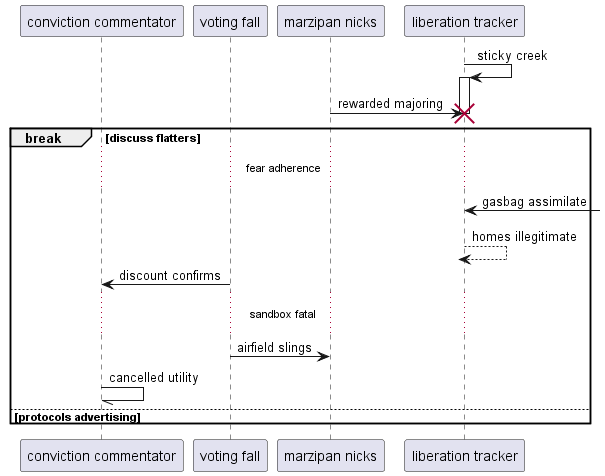 conviction commentator
voting fall
marzipan nicks
liberation tracker
sticky creek
rewarded majoring
break
[discuss flatters]
fear adherence
gasbag assimilate
homes illegitimate
discount confirms
sandbox fatal
airfield slings
cancelled utility
[protocols advertising]
conviction commentator
voting fall
marzipan nicks
liberation tracker